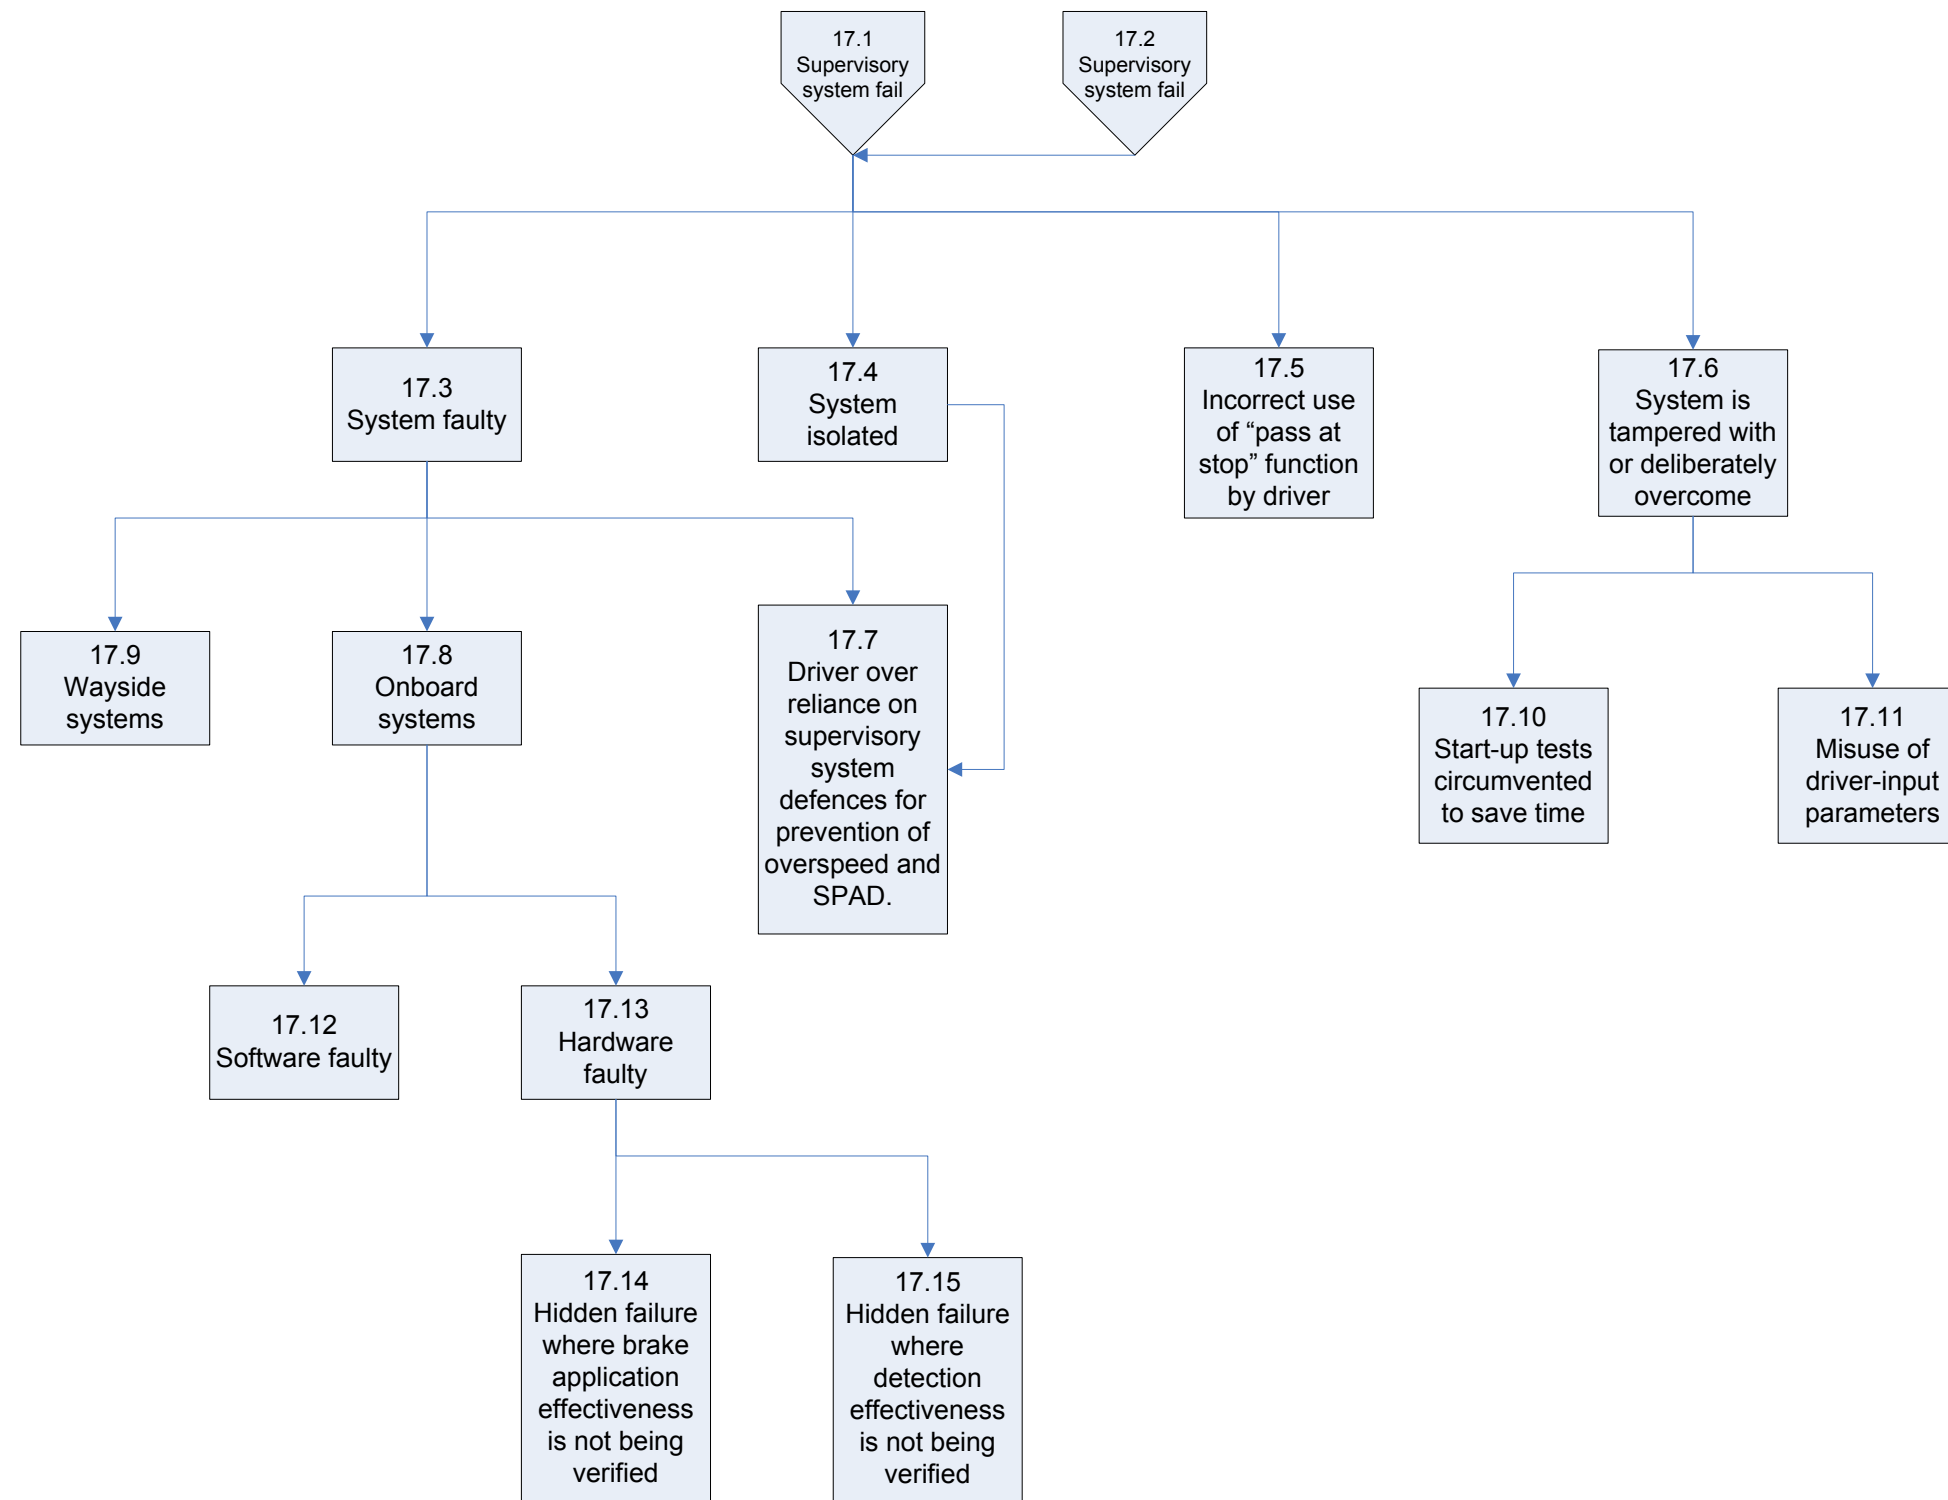 17.1
Supervisory
system fail
17.2
Supervisory
system fail
17.3
System faulty
17.4
System
isolated
17.5
Incorrect use
of “pass at
stop” function
by driver
17.6
System is
tampered with
or deliberately
overcome
17.9
Wayside
systems
17.8
Onboard
systems
17.7
Driver over
reliance on
supervisory
system
defences for
prevention of
overspeed and
SPAD.
17.10
Start-up tests
circumvented
to save time
17.11
Misuse of
driver-input
parameters
17.12
Software faulty
17.13
Hardware
faulty
17.14
Hidden failure
where brake
application
effectiveness
is not being
verified
17.15
Hidden failure
where
detection
effectiveness
is not being
verified